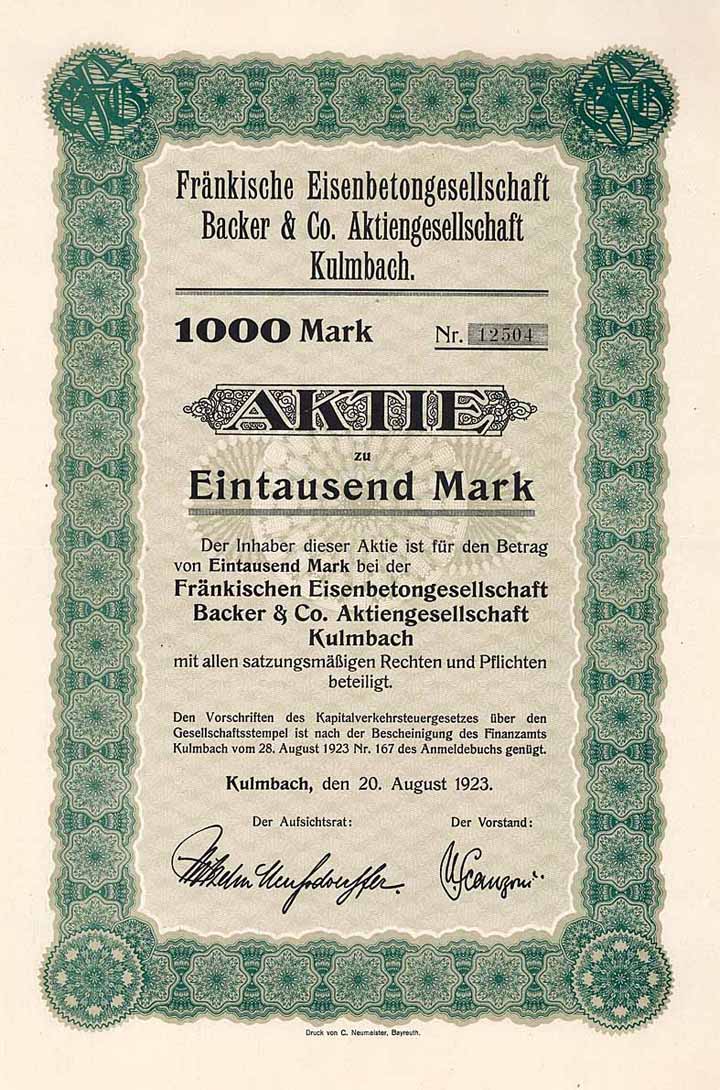 Fränkische Eisenbetongesellschaft
Backer & Co. Aktiengesellschaft
Kulmbach.
1000 Mark Nr. 12504
AKTIE
zu
Eintausend Mark
Der Inhaber dieser Aktie ist für den Betrag
von Eintausend Mark bei der
Fränkischen Eisenbetongesellschaft
Backer & Co. Aktiengesellschaft
Kulmbach
mit allen satzungsmäßigen Rechten und Pflichten
beteiligt.
Den Vorschriften des Kapitalverkehrsteuergesetzes über den
Gesellschaftsstempel ist nach der Bescheinigung des Finanzamts
Kulmbach vom 28. August 1923 Nr. 167 des Anmeldebuchs genügt.
Kulmbach, den 20. August 1923.
Der Aufsichtsrat: Der Vorstand:
Wilhelm
Druck von C. Neumeister, Bayreuth.